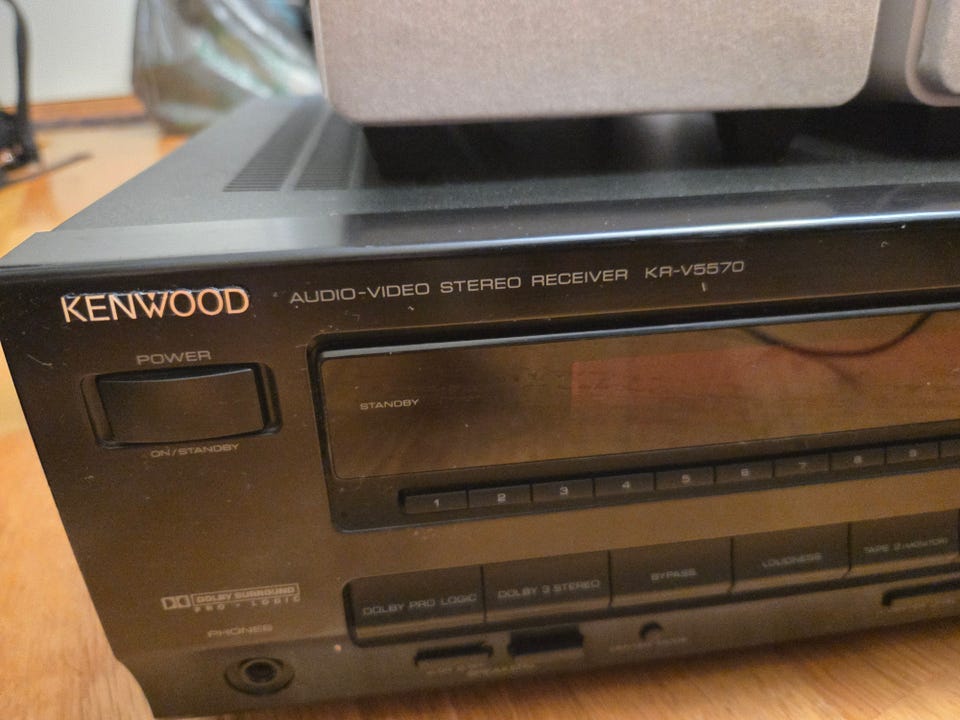 KENWOOD AUDIO-VIDEO STEREO RECEIVER KR-V5570
POWER
ON/STANDBY
STANDBY
1 2 3 4 5 6 7 8 9
DOLBY PRO LOGIC DOLBY 3 STEREO BYPASS LOUDNESS TAPE 2 (MONITOR)
DOLBY SURROUND
PRO • LOGIC
PHONES